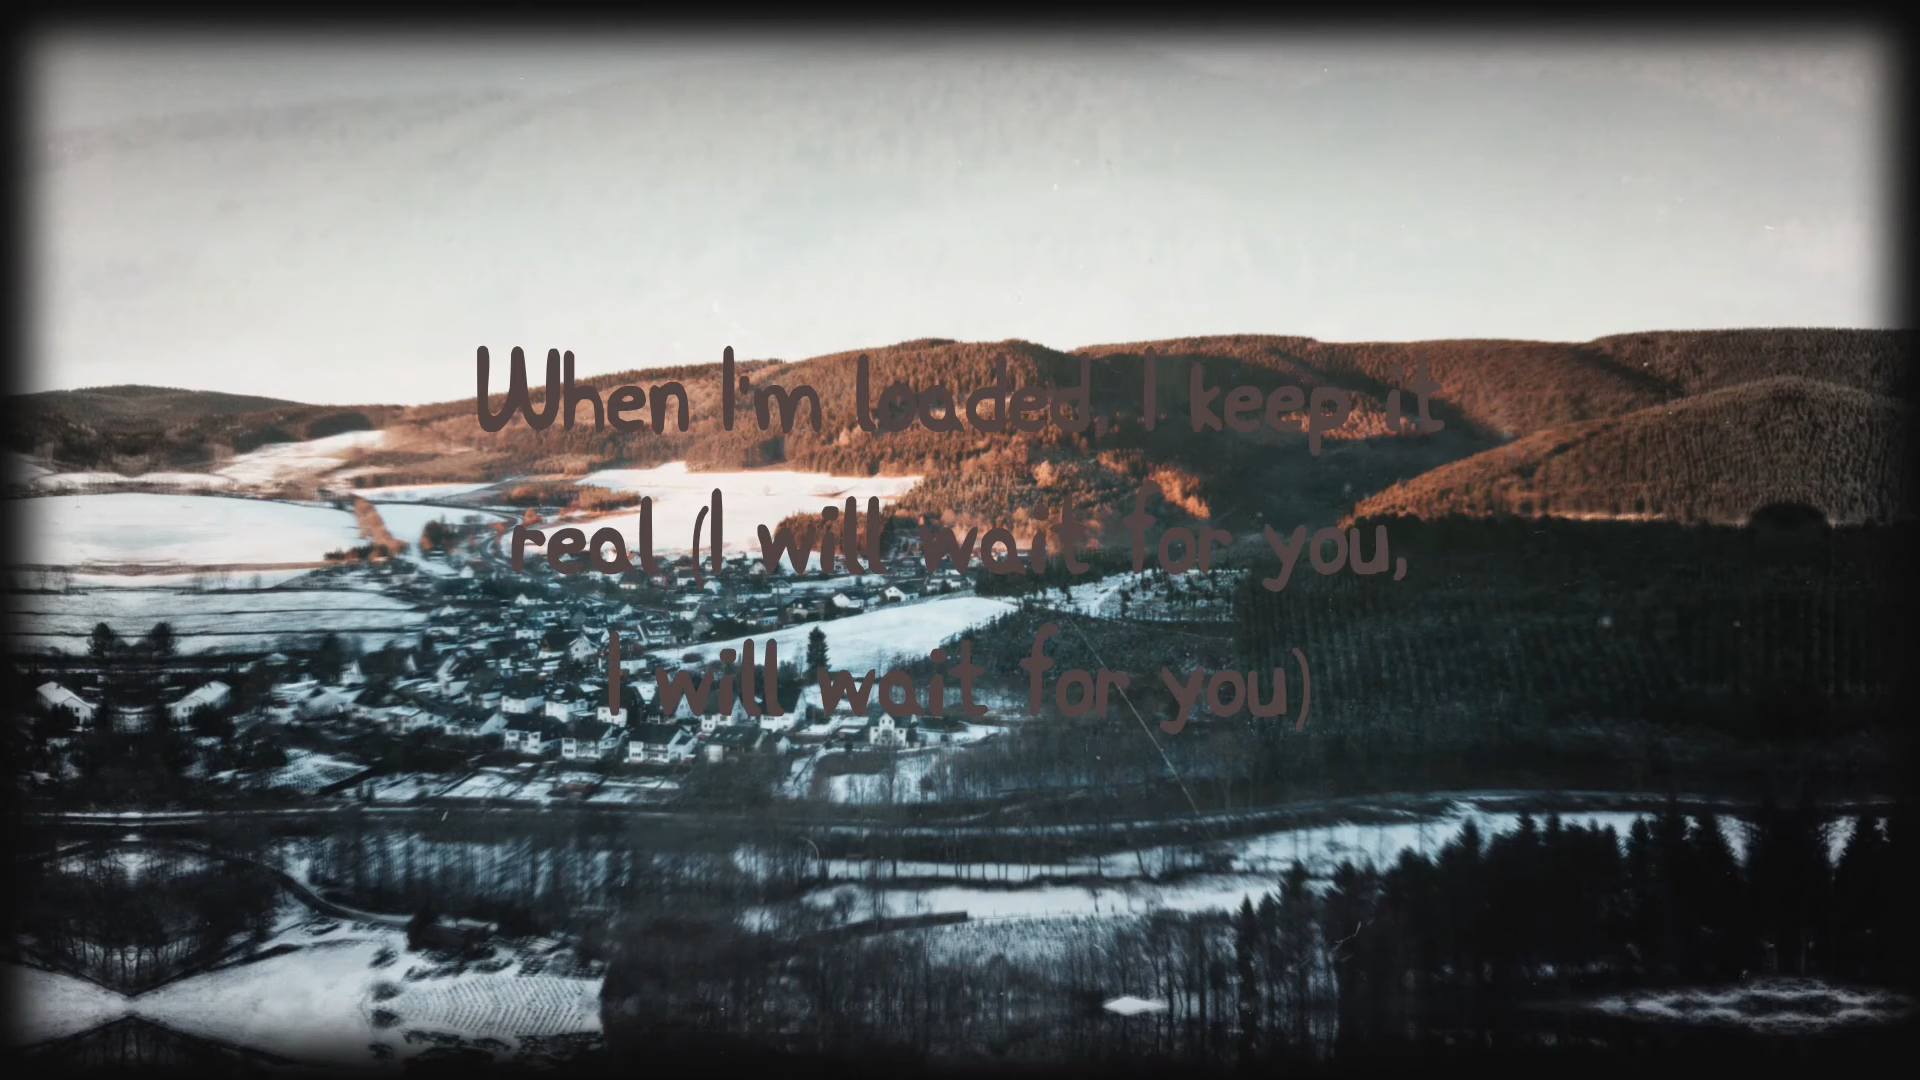 When I'm loaded, I keep it
real (I will wait for you,
I will wait for you)